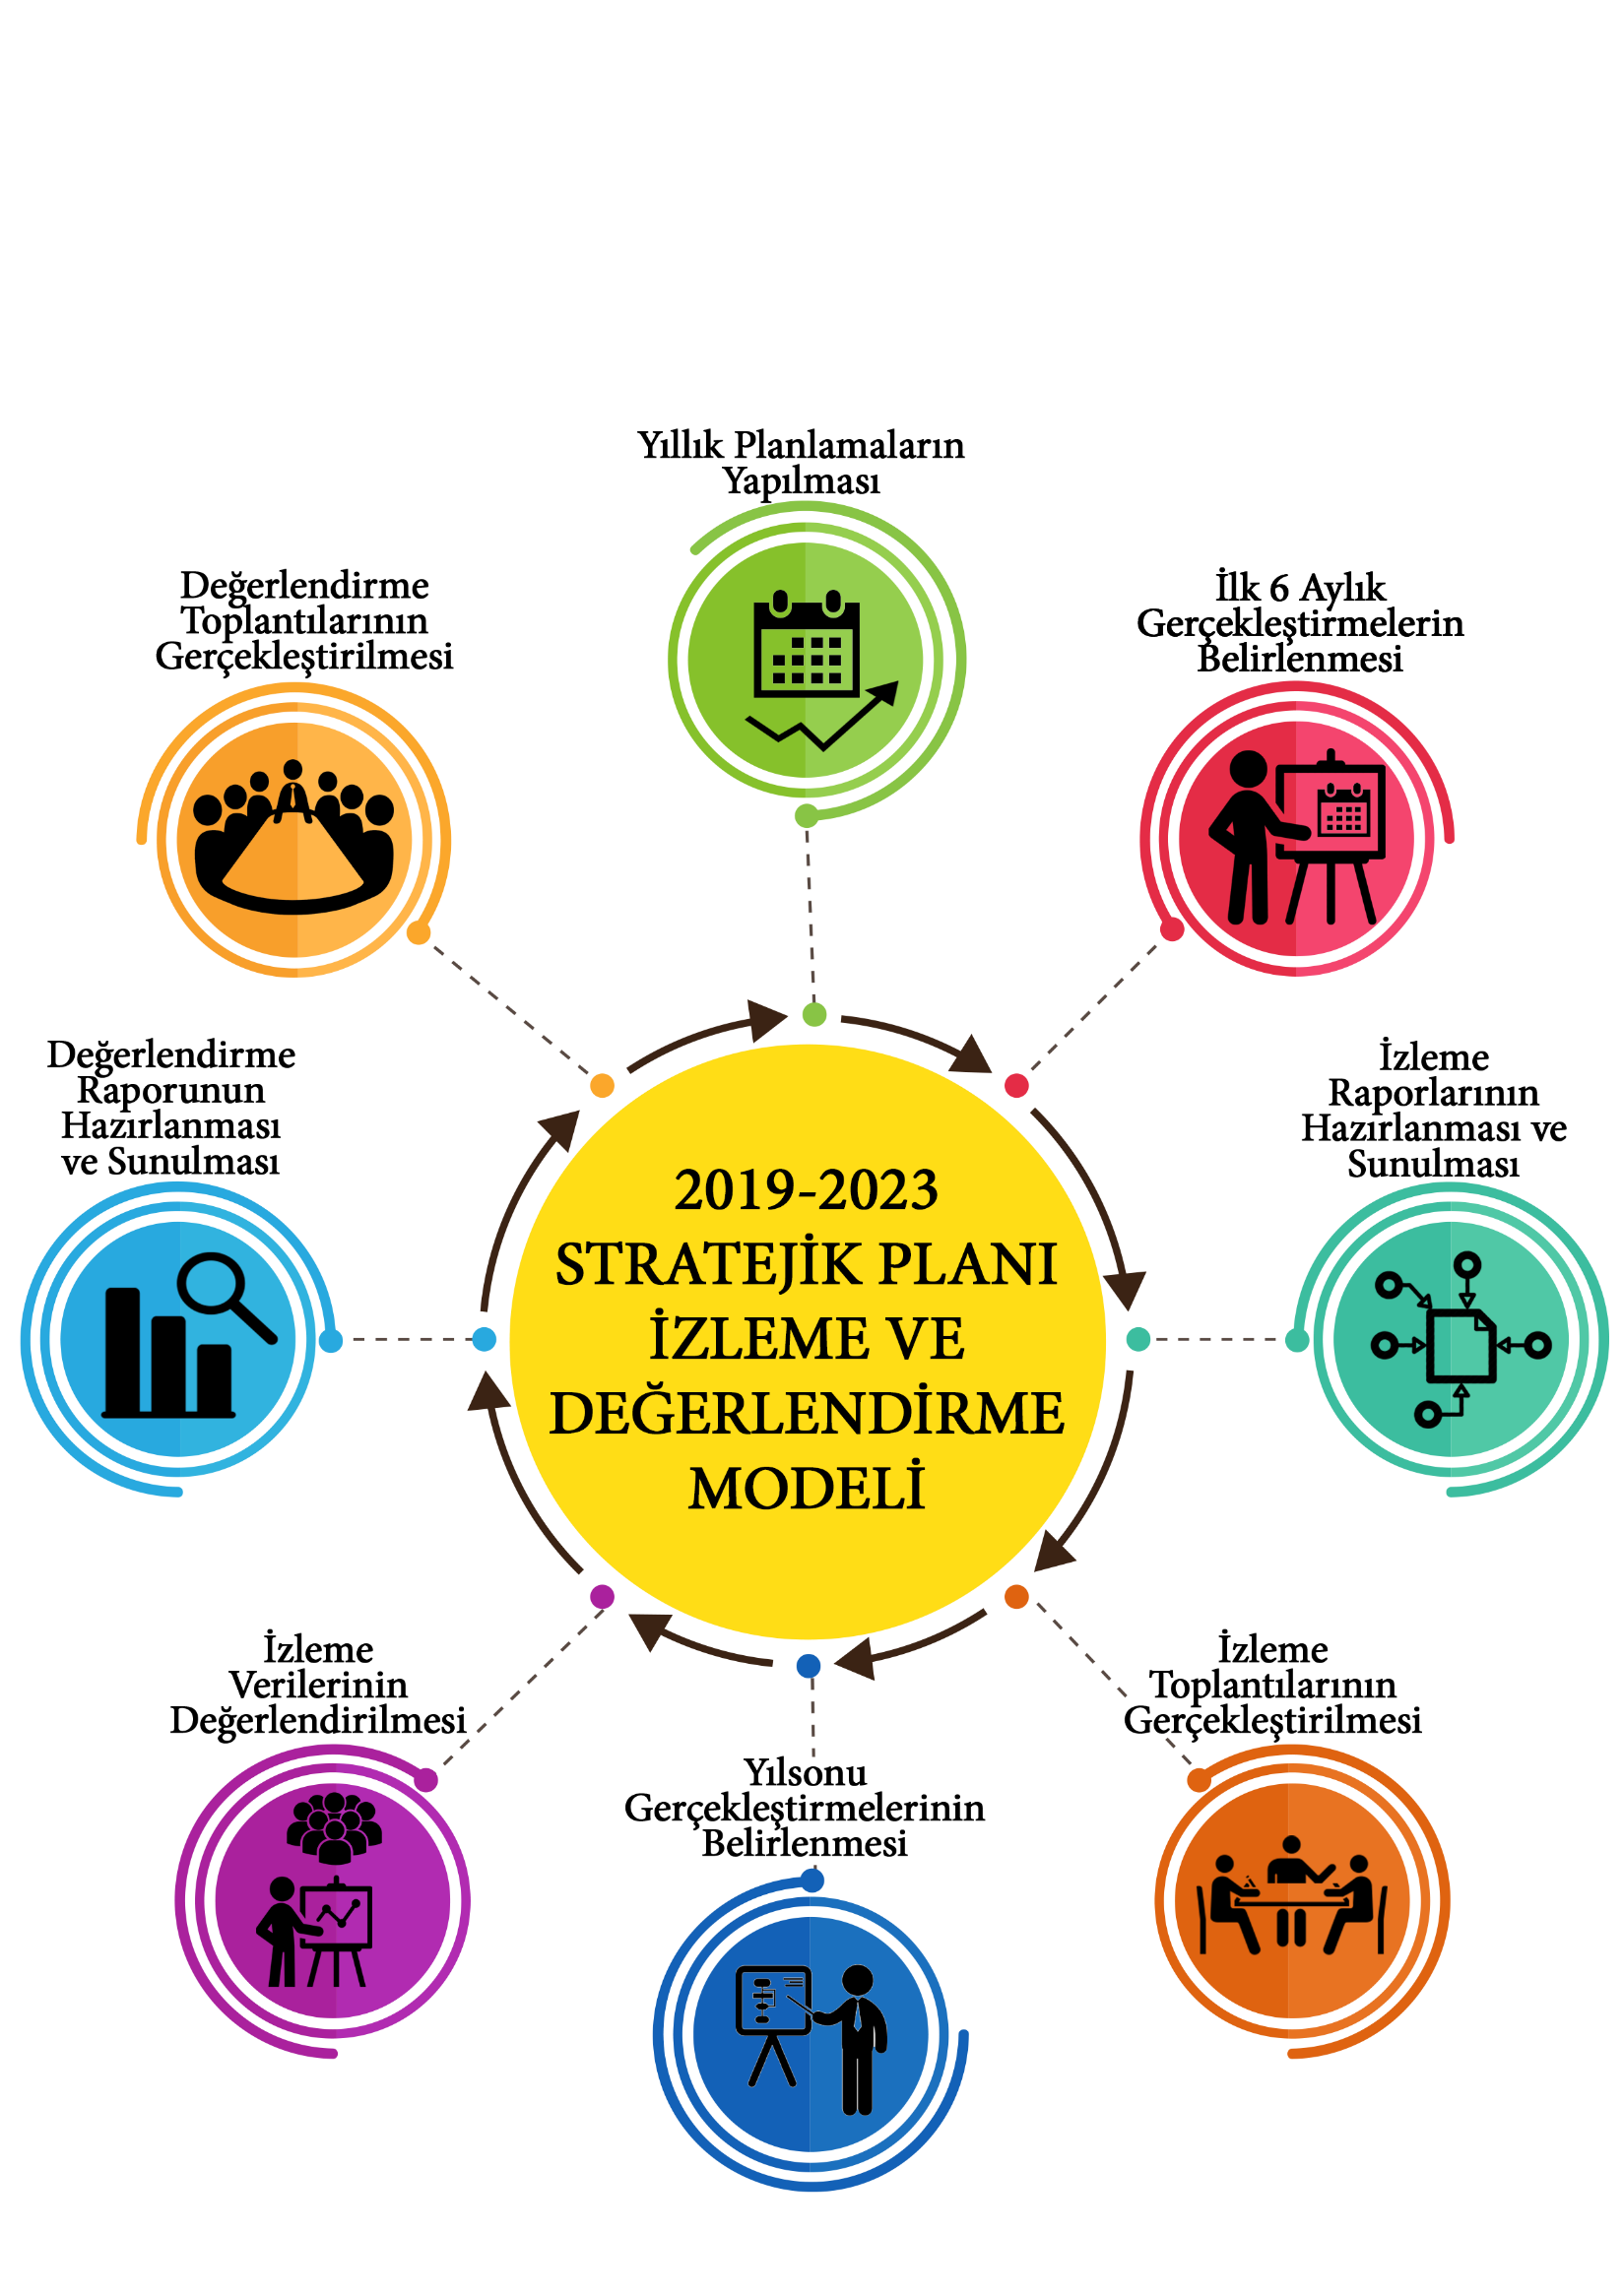 Yıllık Planlamaların
Yapılması
Değerlendirme
Toplantılarının
Gerçekleştirilmesi
İlk 6 Aylık
Gerçekleştirmelerin
Belirlenmesi
Değerlendirme
Raporunun
Hazırlanması
ve Sunulması
İzleme
Raporlarının
Hazırlanması ve
Sunulması
2019-2023
STRATEJİK PLANI
İZLEME VE
DEĞERLENDİRME
MODELİ
İzleme
Verilerinin
Değerlendirilmesi
İzleme
Toplantılarının
Gerçekleştirilmesi
Yılsonu
Gerçekleştirmelerinin
Belirlenmesi